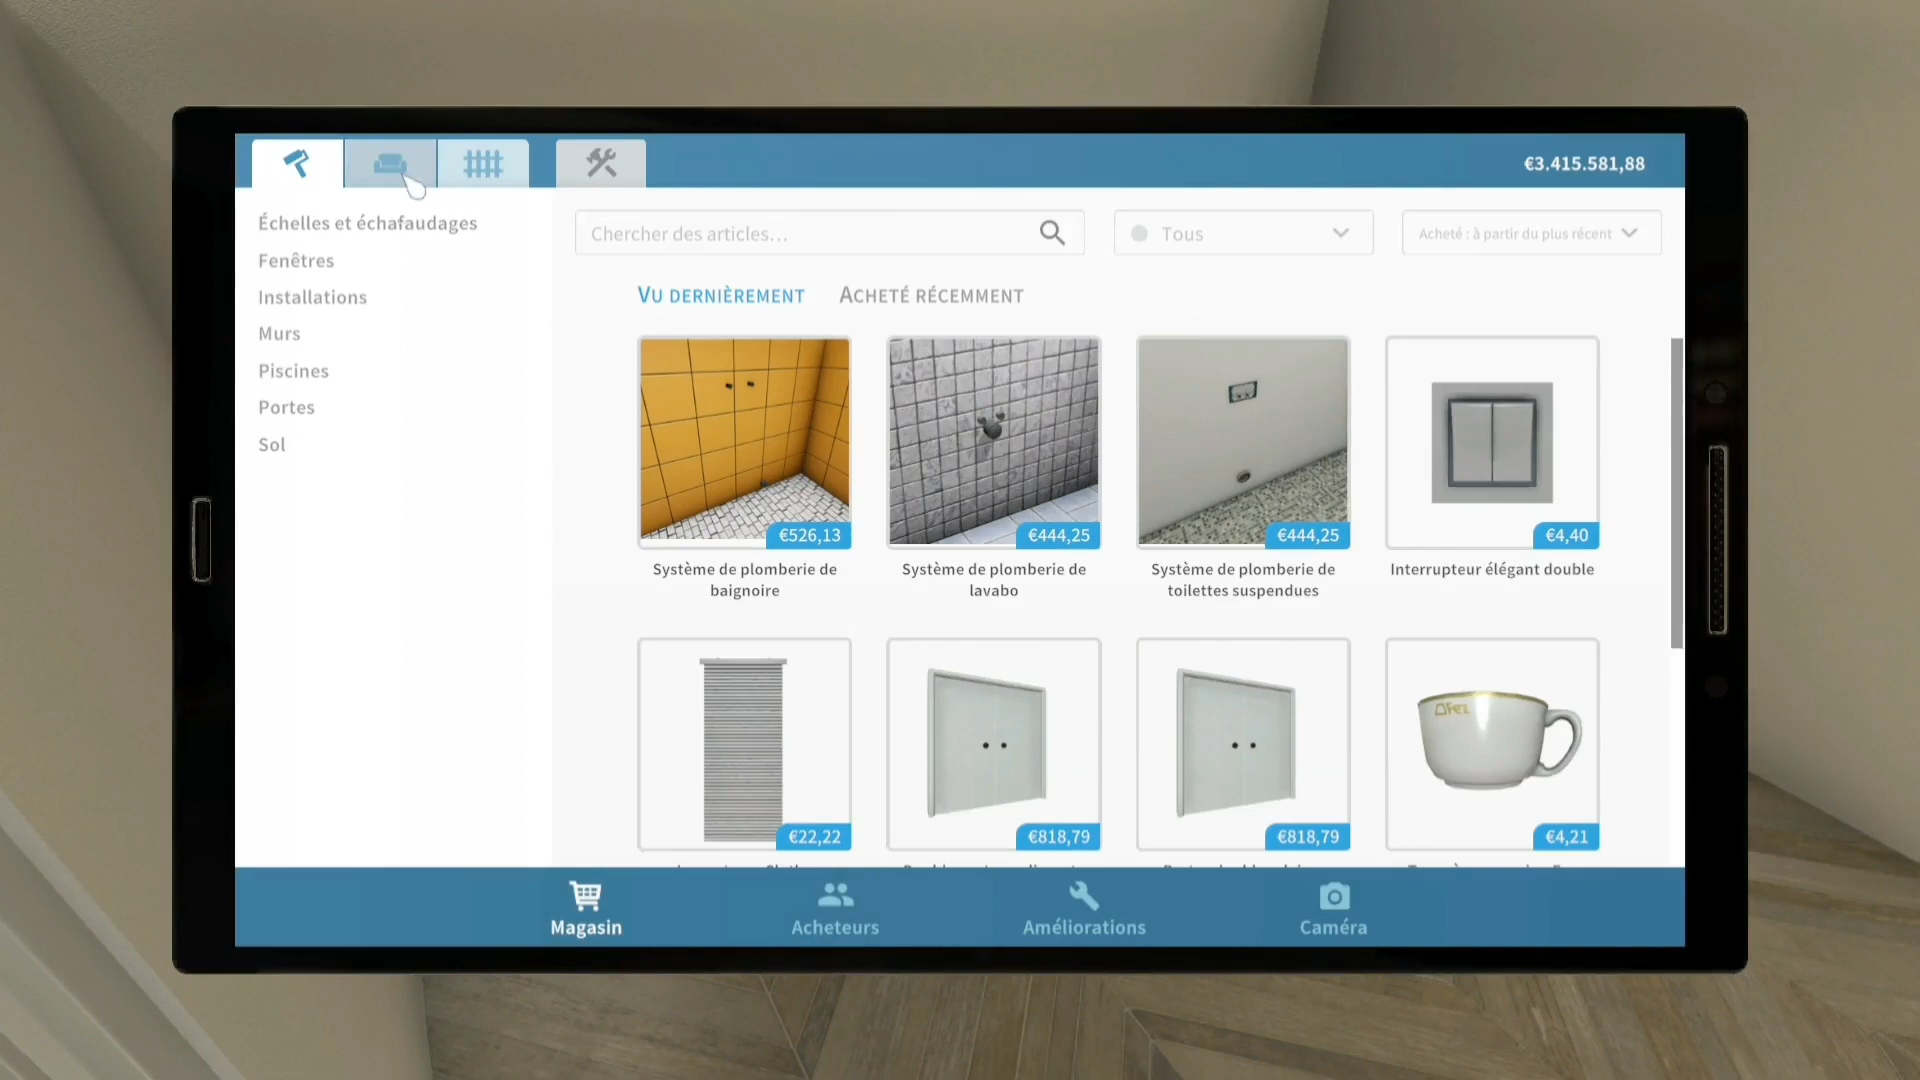 €3.415.581,88
Échelles et échafaudages
Fenêtres
Installations
Murs
Piscines
Portes
Sol
Chercher des articles…
Tous
Acheté : à partir du plus récent
VU DERNIÈREMENT
ACHETÉ RÉCEMMENT
€526,13
€444,25
€444,25
€4,40
Système de plomberie de
baignoire
Système de plomberie de
lavabo
Système de plomberie de
toilettes suspendues
Interrupteur élégant double
€22,22
€818,79
€818,79
€4,21
Magasin
Acheteurs
Améliorations
Caméra